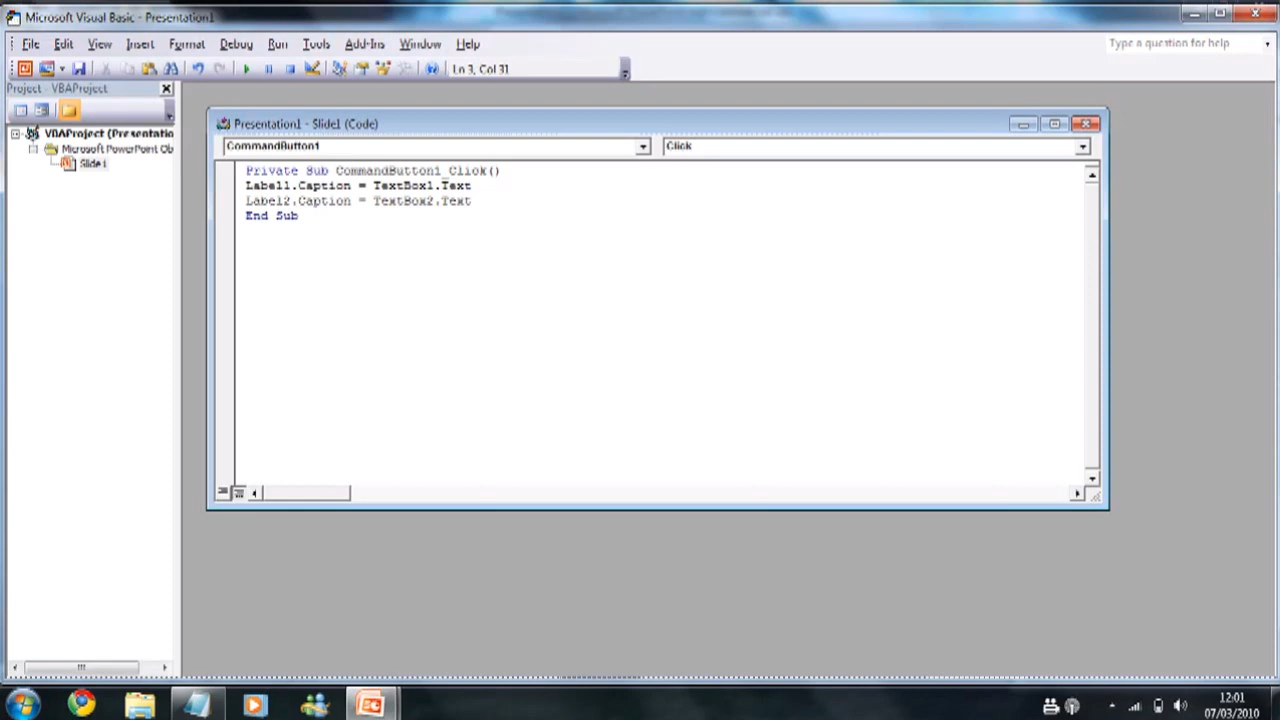 Microsoft Visual Basic - Presentation1
File Edit View Insert Format Debug Run Tools Add-Ins Window Help
Type a question for help
Ln 3, Col 31
Project - VBAProject
Presentation1 - Slide1 (Code)
VBAProject (Presentatio
CommandButton1
Click
Microsoft PowerPoint Ob
Slide1
Private Sub CommandButton1_Click()
Label1.Caption = TextBox1.Text
Label2.Caption = TextBox2.Text
End Sub
12:01
07/03/2010